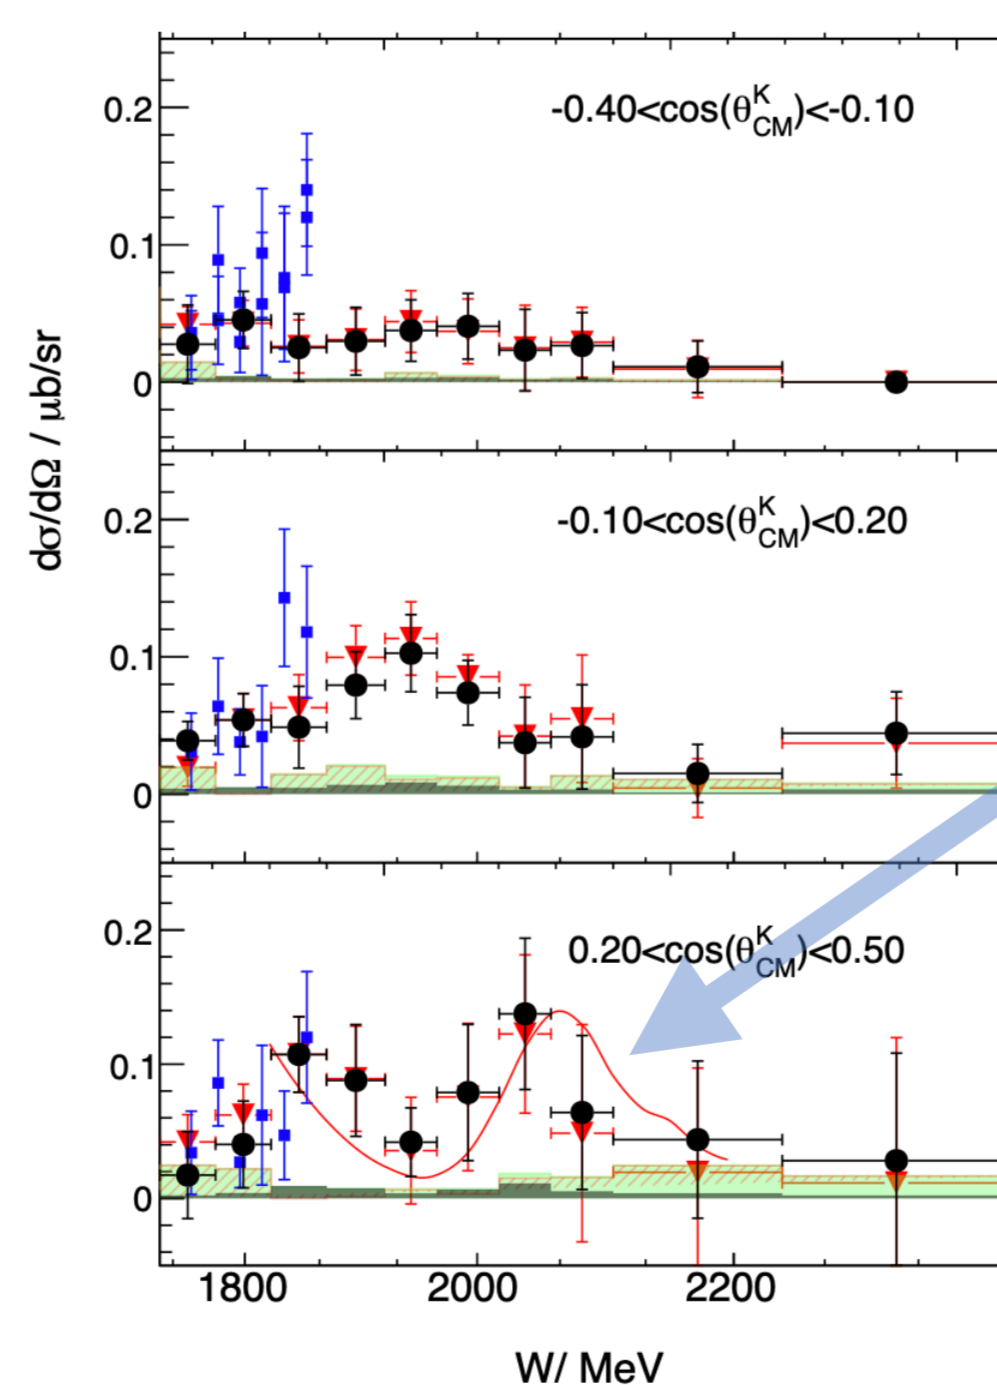 dσ/dΩ / μb/sr
-0.40<cos(θ^K_CM)<-0.10
0.2
0.1
0
-0.10<cos(θ^K_CM)<0.20
0.2
0.1
0
0.20<cos(θ^K_CM)<0.50
0.2
0.1
0
1800 2000 2200
W/ MeV